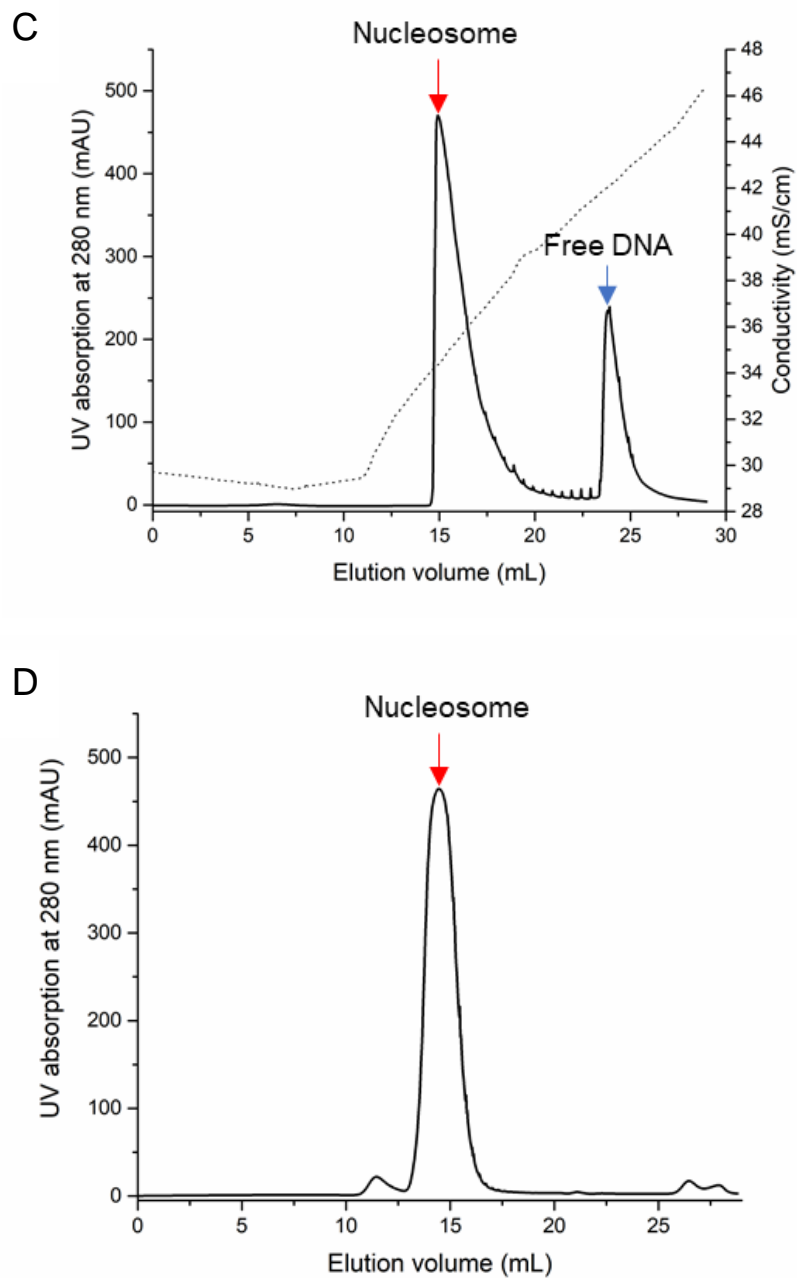 C
Nucleosome
Free DNA
UV absorption at 280 nm (mAU)
500
400
300
200
100
0
48
46
44
42
40
38
36
34
32
30
28
Conductivity (mS/cm)
0 5 10 15 20 25 30
Elution volume (mL)
D
Nucleosome
UV absorption at 280 nm (mAU)
500
400
300
200
100
0
0 5 10 15 20 25
Elution volume (mL)